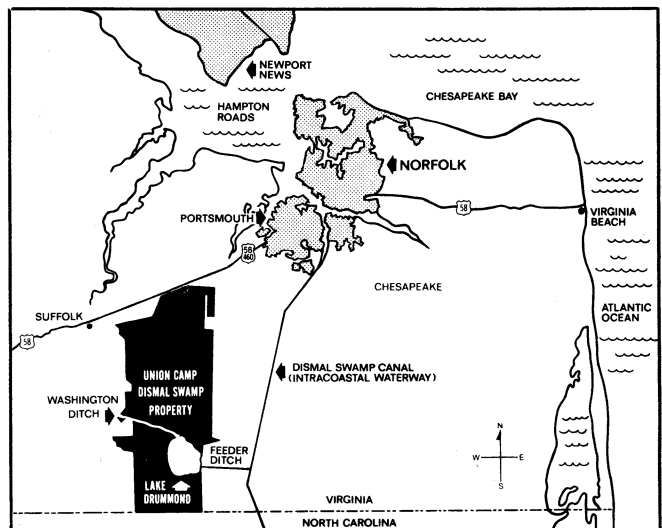 NEWPORT
NEWS
HAMPTON
ROADS
CHESAPEAKE BAY
NORFOLK
PORTSMOUTH
58
VIRGINIA
BEACH
58
460
CHESAPEAKE
SUFFOLK
ATLANTIC
OCEAN
58
UNION CAMP
DISMAL SWAMP
PROPERTY
DISMAL SWAMP CANAL
(INTRACOASTAL WATERWAY)
WASHINGTON
DITCH
FEEDER
DITCH
N
W
E
S
LAKE
DRUMMOND
VIRGINIA
NORTH CAROLINA